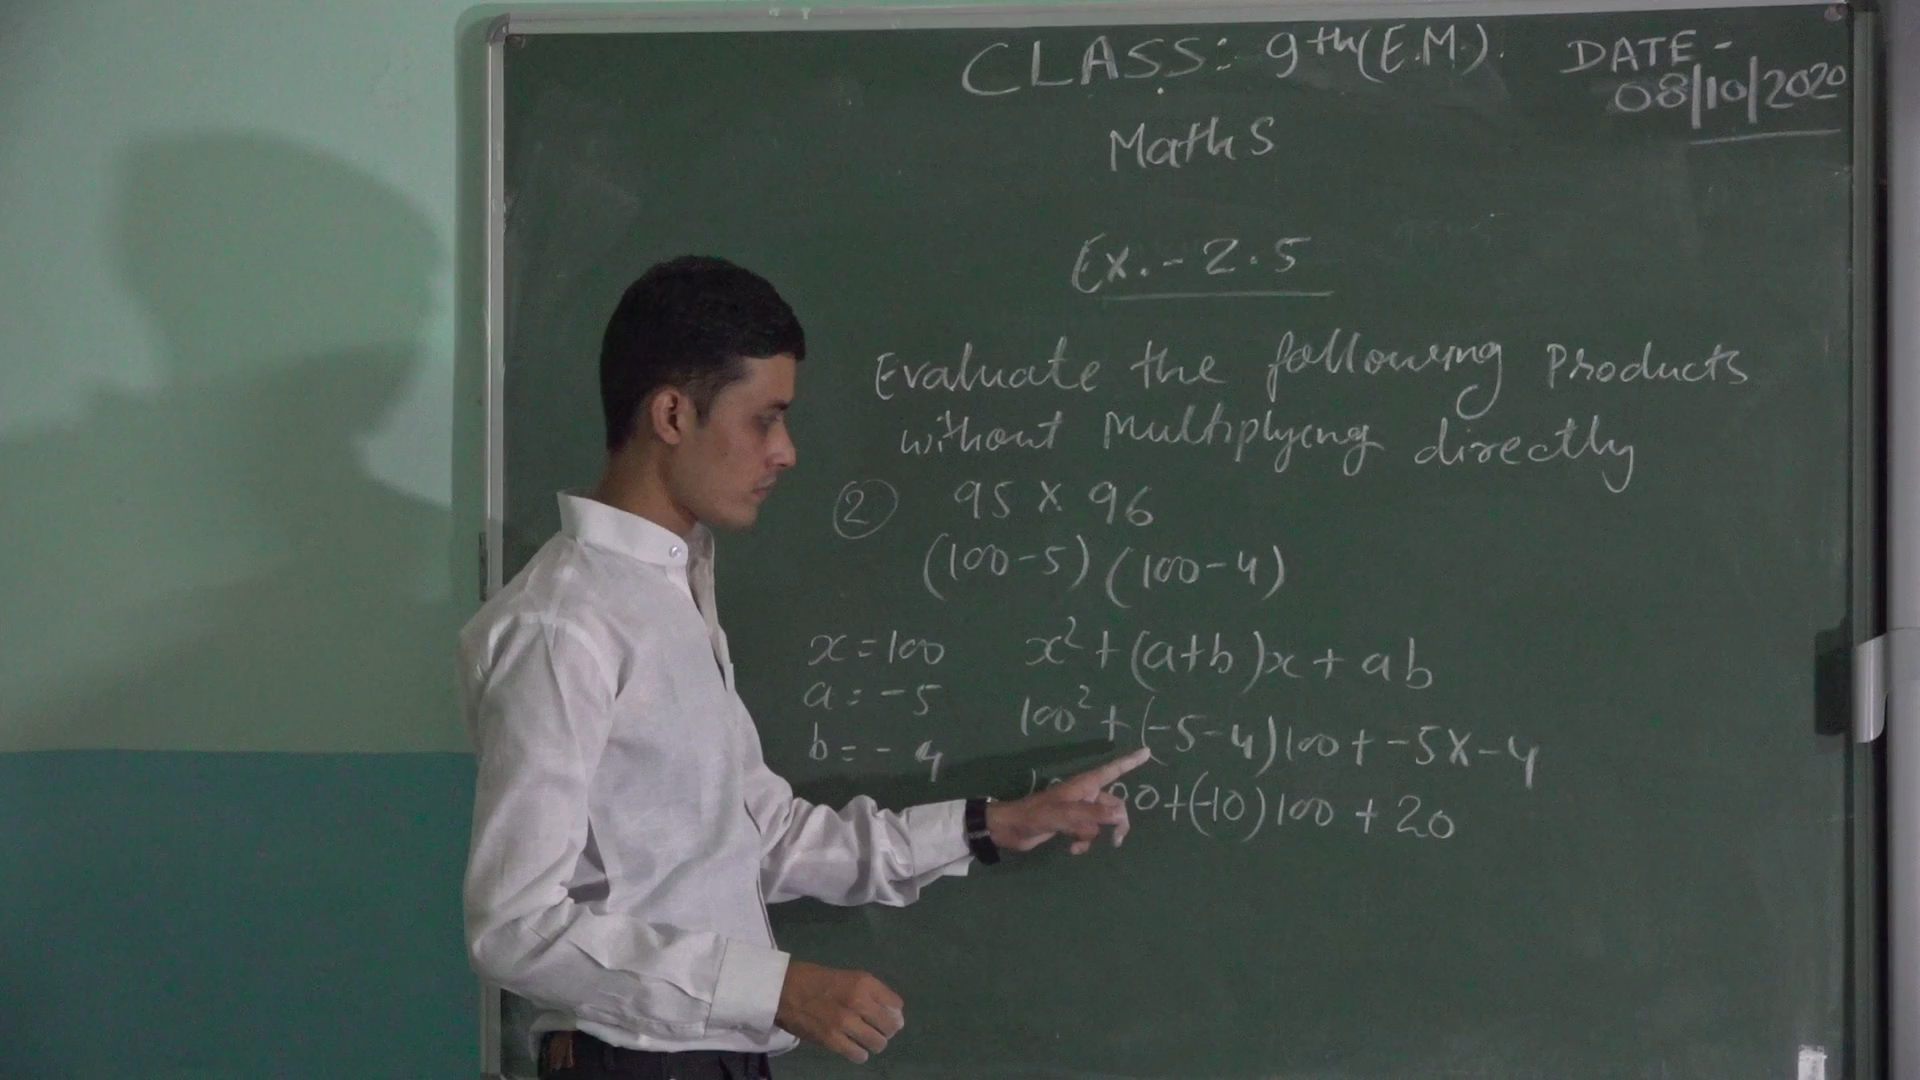 CLASS: 9th (E.M.). DATE -
08/10/2020
Maths
Ex. - 2.5
Evaluate the following Products
without Multiplying directly
② 95 X 96
(100-5) (100-4)
x=100 x²+(a+b)x+ab
a=-5 100²+(-5-4)100+-5X-4
b=-4 +(-10)100+20